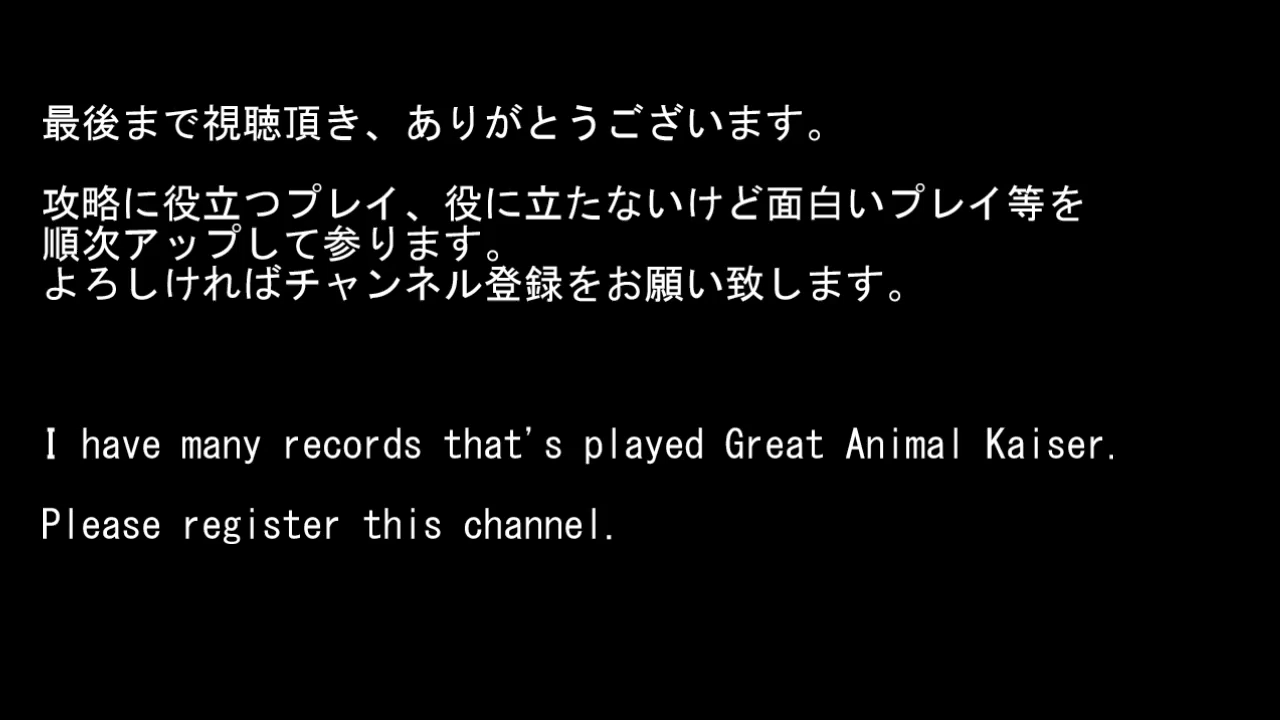 最後まで視聴頂き、ありがとうございます。
攻略に役立つプレイ、役に立たないけど面白いプレイ等を
順次アップして参ります。
よろしければチャンネル登録をお願い致します。
I have many records that's played Great Animal Kaiser.
Please register this channel.